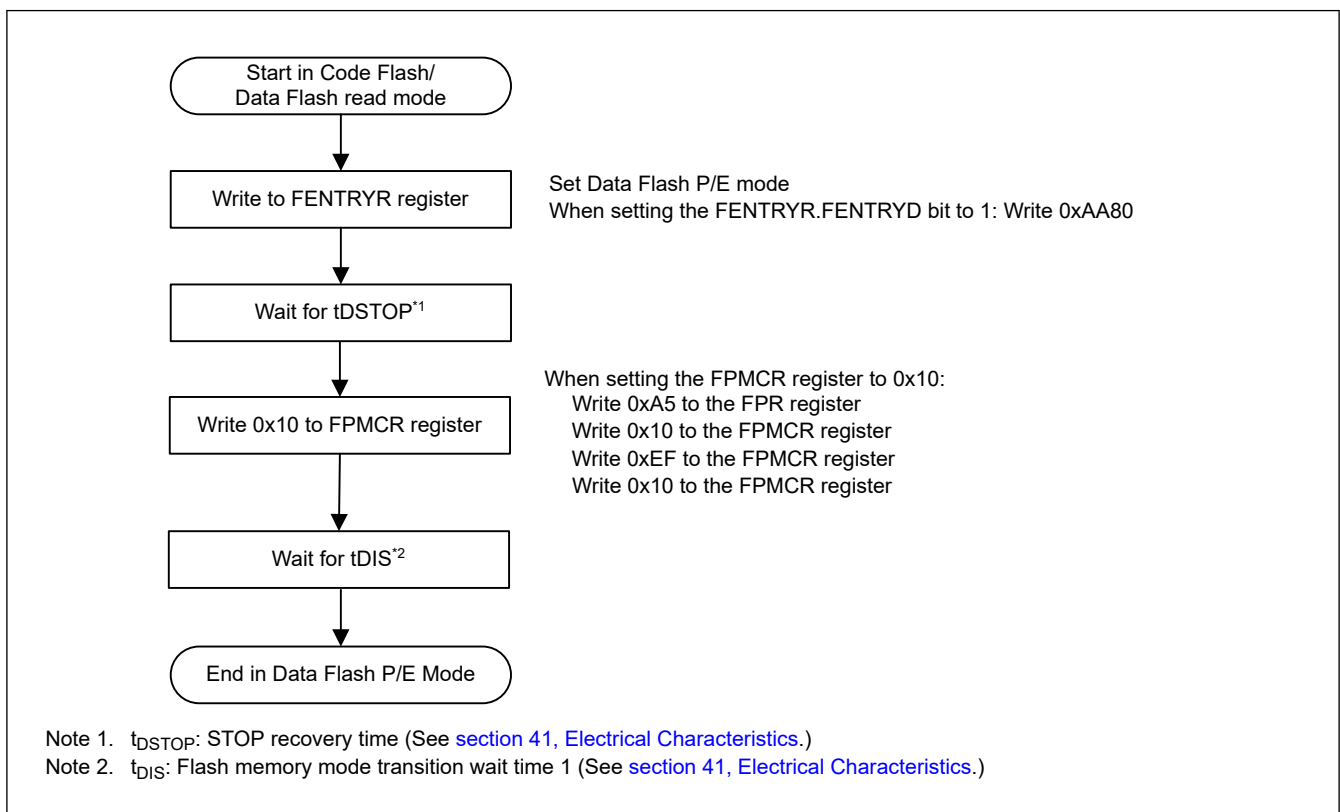 Start in Code Flash/
Data Flash read mode
Write to FENTRYR register
Set Data Flash P/E mode
When setting the FENTRYR.FENTRYD bit to 1: Write 0xAA80
Wait for tDSTOP*1
Write 0x10 to FPMCR register
When setting the FPMCR register to 0x10:
Write 0xA5 to the FPR register
Write 0x10 to the FPMCR register
Write 0xEF to the FPMCR register
Write 0x10 to the FPMCR register
Wait for tDIS*2
End in Data Flash P/E Mode
Note 1. tDSTOP: STOP recovery time (See section 41, Electrical Characteristics.)
Note 2. tDIS: Flash memory mode transition wait time 1 (See section 41, Electrical Characteristics.)